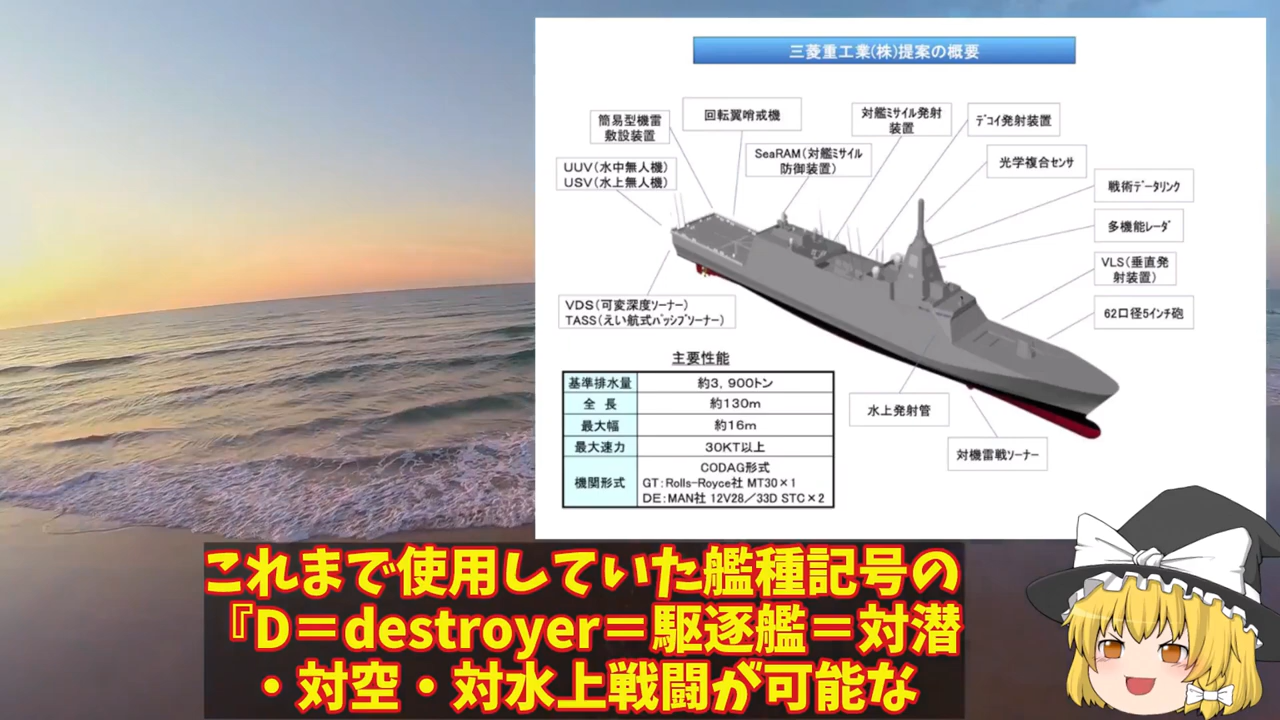 三菱重工業(株)提案の概要
簡易型機雷
敷設装置
回転翼哨戒機
対艦ﾐｻｲﾙ発射
装置
ﾃﾞｺｲ発射装置
SeaRAM(対艦ﾐｻｲﾙ
防御装置)
光学複合ｾﾝｻ
UUV(水中無人機)
USV(水上無人機)
戦術ﾃﾞｰﾀﾘﾝｸ
多機能ﾚｰﾀﾞ
VLS(垂直発
射装置)
62口径5ｲﾝﾁ砲
VDS(可変深度ｿｰﾅｰ)
TASS(えい航式ﾊﾟｯｼﾌﾞｿｰﾅｰ)
水上発射管
対機雷戦ｿｰﾅｰ
主要性能
基準排水量 約3，900トン
全 長 約130m
最大幅 約16m
最大速力 30KT以上
機関形式 CODAG形式
GT：Rolls-Royce社 MT30×1
DE：MAN社 12V28／33D STC×2
これまで使用していた艦種記号の
『D＝destroyer＝駆逐艦＝対潜
・対空・対水上戦闘が可能な